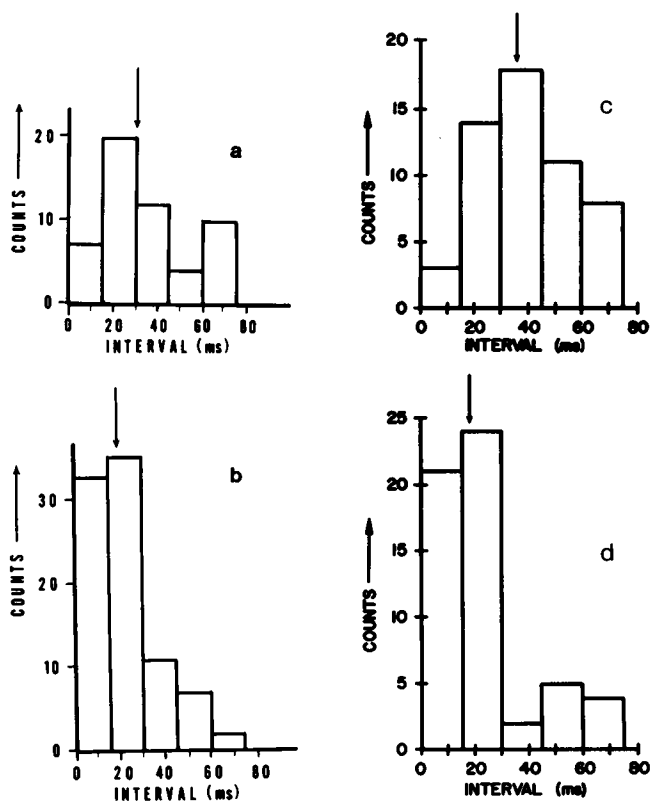 a
COUNTS
20
10
0
0 20 40 60 80
INTERVAL (ms)
c
COUNTS
20
15
10
5
0
0 20 40 60 80
INTERVAL (ms)
b
COUNTS
30
20
10
0
0 20 40 60 80
INTERVAL (ms)
d
COUNTS
25
20
15
10
5
0
0 20 40 60 80
INTERVAL (ms)